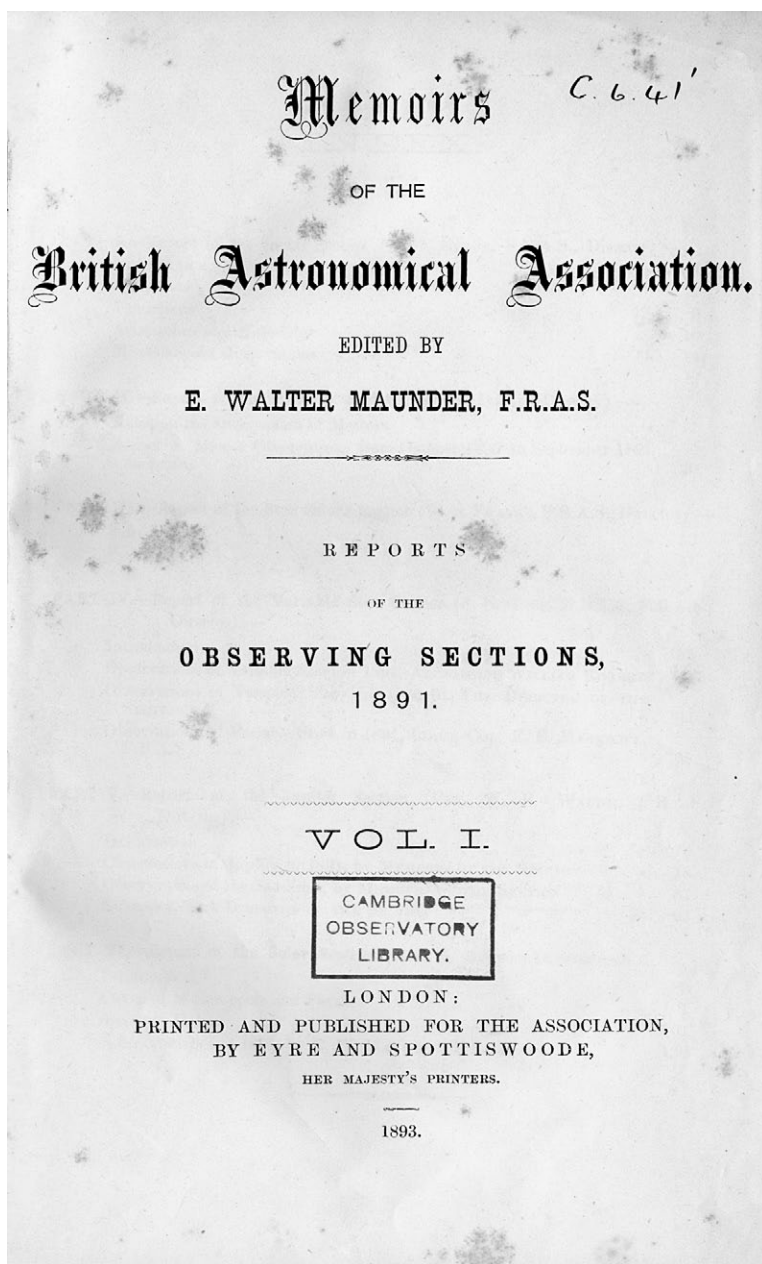 C. 6. 41'
Memoirs
OF THE
British Astronomical Association.
EDITED BY
E. WALTER MAUNDER, F.R.A.S.
REPORTS
OF THE
OBSERVING SECTIONS,
1891.
VOL. I.
CAMBRIDGE
OBSERVATORY
LIBRARY.
LONDON:
PRINTED AND PUBLISHED FOR THE ASSOCIATION,
BY EYRE AND SPOTTISWOODE,
HER MAJESTY'S PRINTERS.
1893.